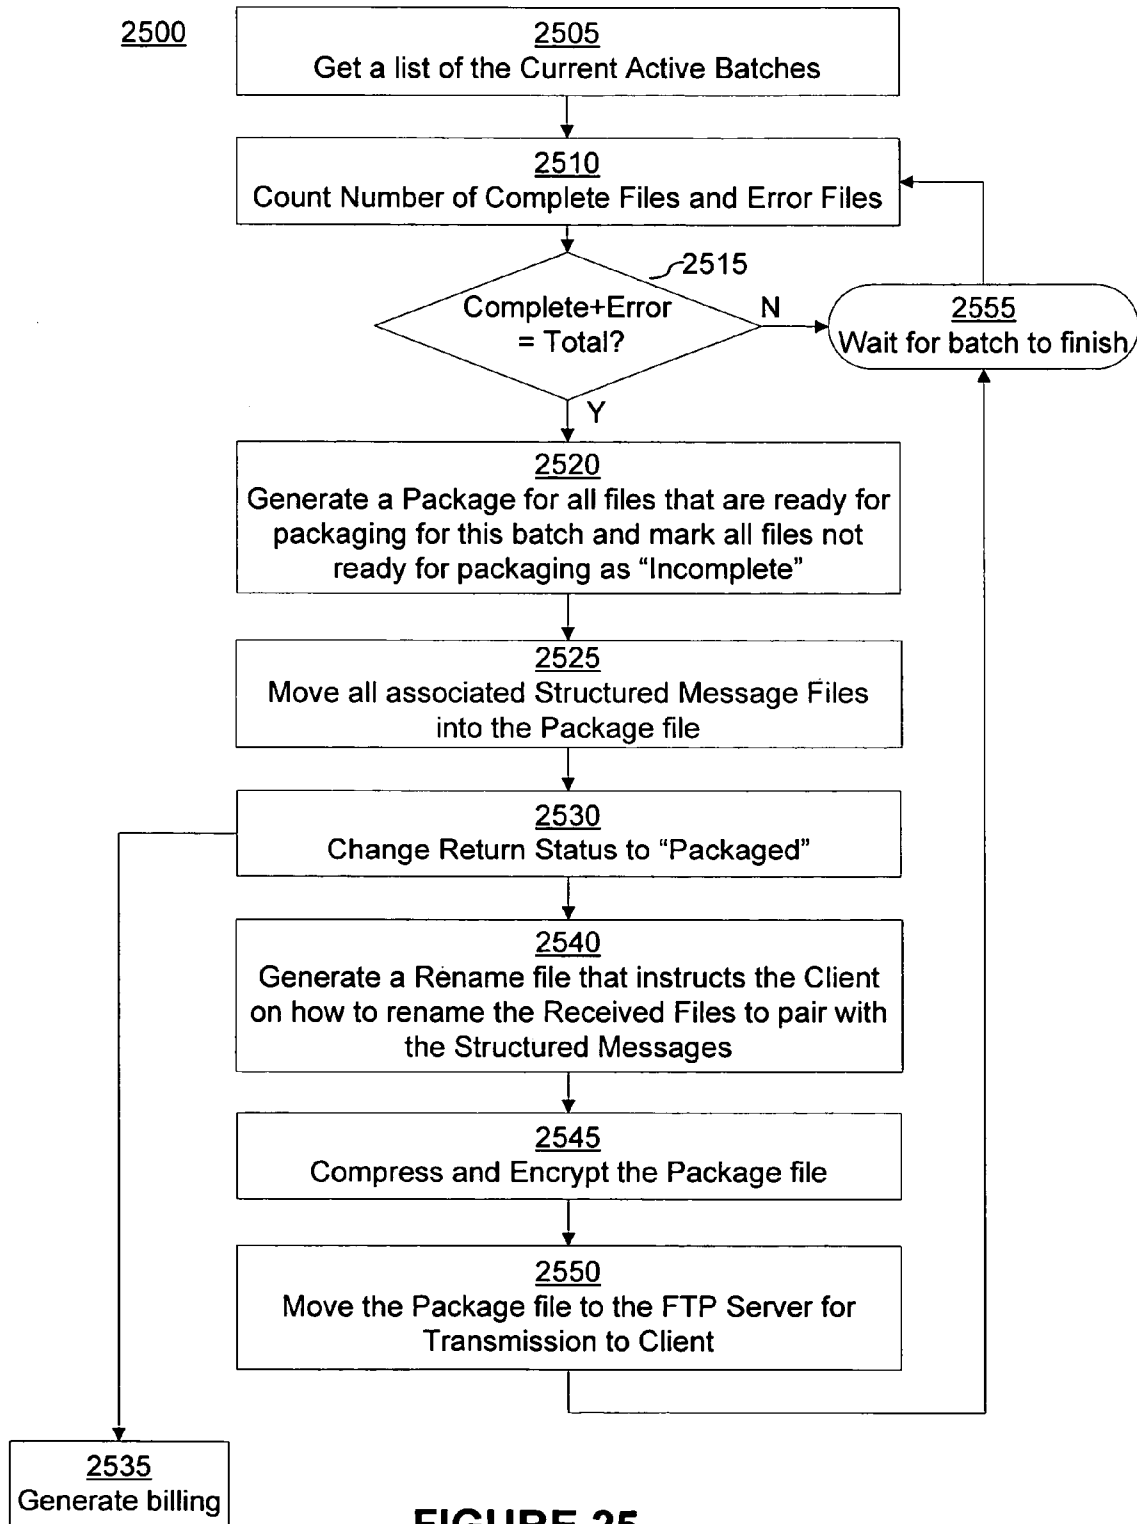 2500
2505
Get a list of the Current Active Batches
2510
Count Number of Complete Files and Error Files
2515
Complete+Error
= Total?
N
2555
Wait for batch to finish
Y
2520
Generate a Package for all files that are ready for
packaging for this batch and mark all files not
ready for packaging as “Incomplete”
2525
Move all associated Structured Message Files
into the Package file
2530
Change Return Status to “Packaged”
2540
Generate a Rename file that instructs the Client
on how to rename the Received Files to pair with
the Structured Messages
2545
Compress and Encrypt the Package file
2550
Move the Package file to the FTP Server for
Transmission to Client
2535
Generate billing
FIGURE 25